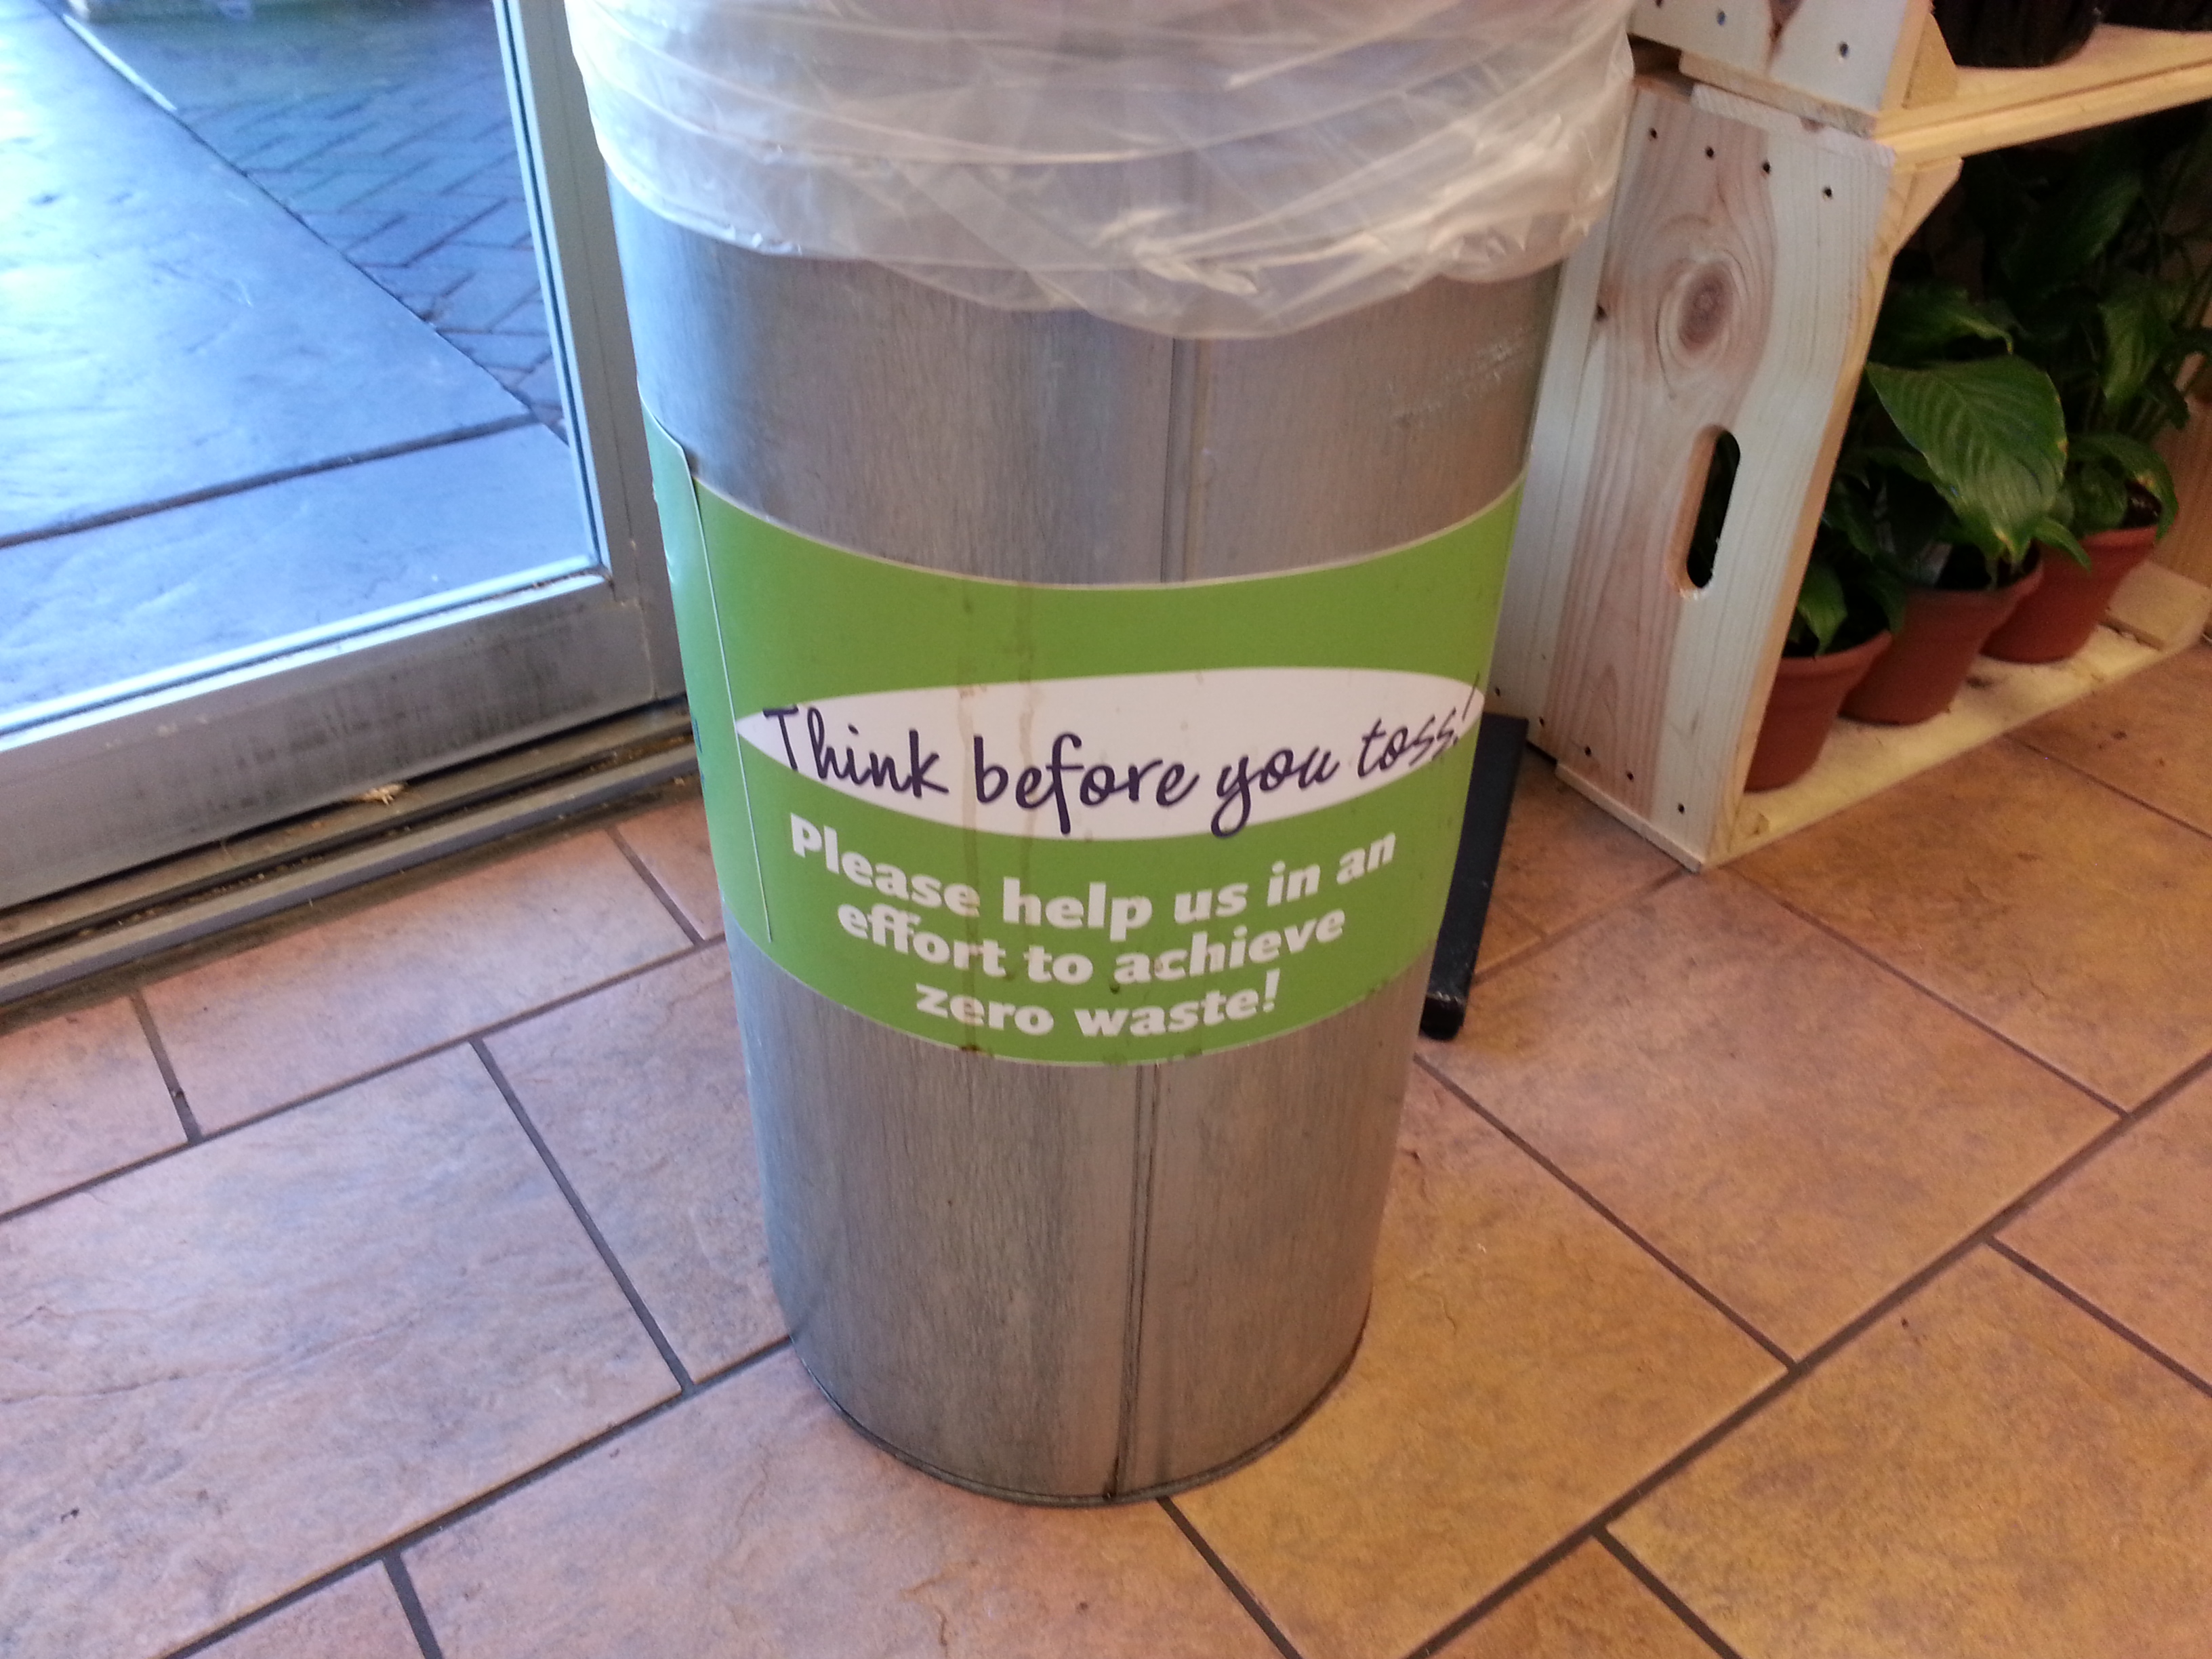 Think before you toss!
Please help us in an
effort to achieve
zero waste!